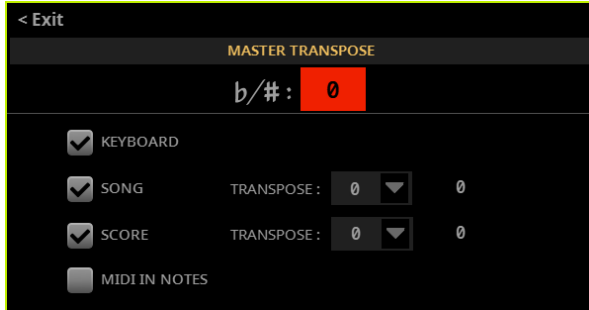 < Exit
MASTER TRANSPOSE
b/# : 0
KEYBOARD
SONG TRANSPOSE : 0 0
SCORE TRANSPOSE : 0 0
MIDI IN NOTES